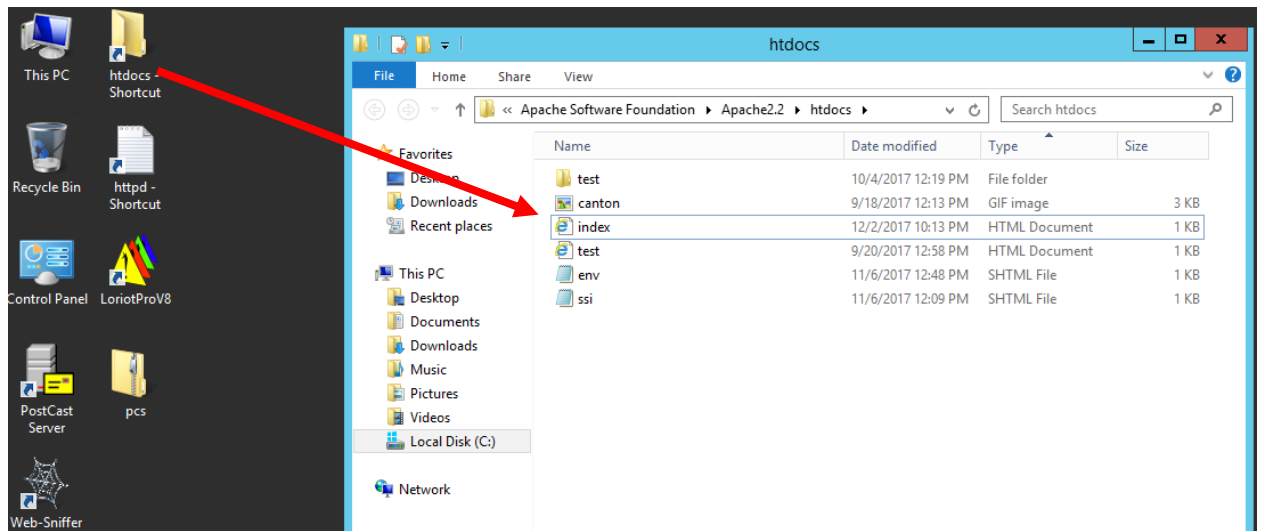 This PC
htdocs -
Shortcut
Recycle Bin
httpd -
Shortcut
Control Panel
LoriotProV8
PostCast
Server
pcs
Web-Sniffer
htdocs
File Home Share View
« Apache Software Foundation Apache2.2 htdocs
Search htdocs
Favorites
Desktop
Downloads
Recent places
This PC
Desktop
Documents
Downloads
Music
Pictures
Videos
Local Disk (C:)
Network
Name Date modified Type Size
test 10/4/2017 12:19 PM File folder
canton 9/18/2017 12:13 PM GIF image 3 KB
index 12/2/2017 10:13 PM HTML Document 1 KB
test 9/20/2017 12:58 PM HTML Document 1 KB
env 11/6/2017 12:48 PM SHTML File 1 KB
ssi 11/6/2017 12:09 PM SHTML File 1 KB